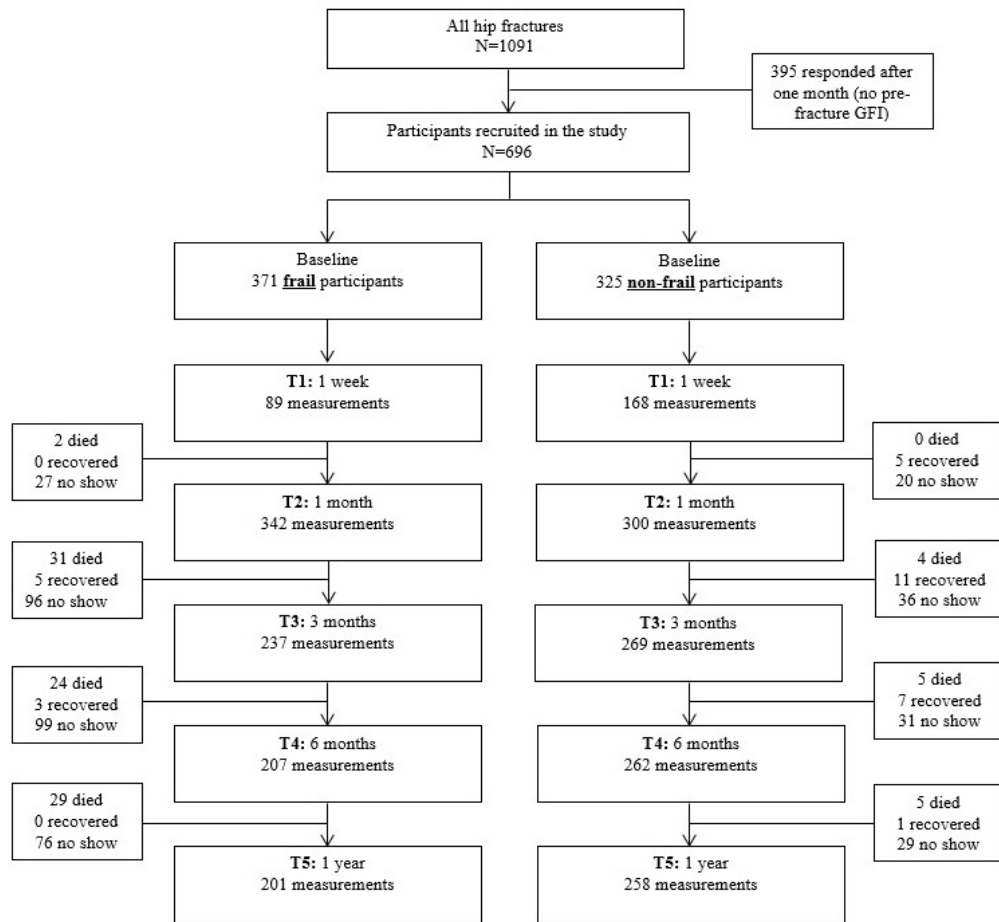 All hip fractures
N=1091
395 responded after
one month (no pre-
fracture GFI)
Participants recruited in the study
N=696
Baseline
371 frail participants
Baseline
325 non-frail participants
T1: 1 week
89 measurements
T1: 1 week
168 measurements
2 died
0 recovered
27 no show
0 died
5 recovered
20 no show
T2: 1 month
342 measurements
T2: 1 month
300 measurements
31 died
5 recovered
96 no show
4 died
11 recovered
36 no show
T3: 3 months
237 measurements
T3: 3 months
269 measurements
24 died
3 recovered
99 no show
5 died
7 recovered
31 no show
T4: 6 months
207 measurements
T4: 6 months
262 measurements
29 died
0 recovered
76 no show
5 died
1 recovered
29 no show
T5: 1 year
201 measurements
T5: 1 year
258 measurements